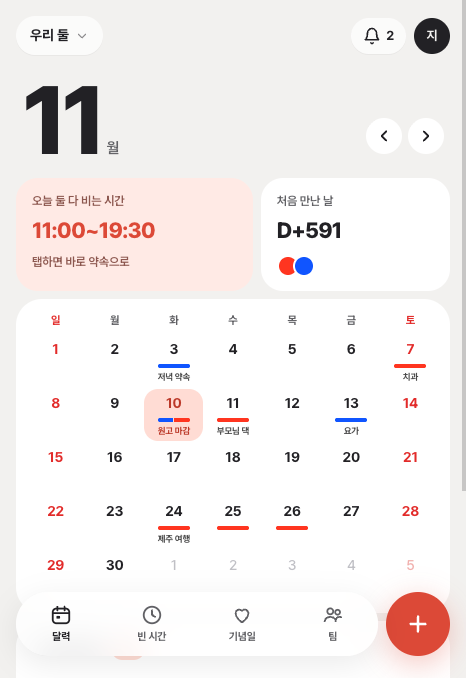 우리 둘
2
지
11월
오늘 둘 다 비는 시간
11:00~19:30
탭하면 바로 약속으로
처음 만난 날
D+591
일 월 화 수 목 금 토
1 2 3 4 5 6 7
저녁 약속 치과
8 9 10 11 12 13 14
원고 마감 부모님 댁 요가
15 16 17 18 19 20 21
22 23 24 25 26 27 28
제주 여행
29 30 1 2 3 4 5
달력 빈 시간 기념일 팀